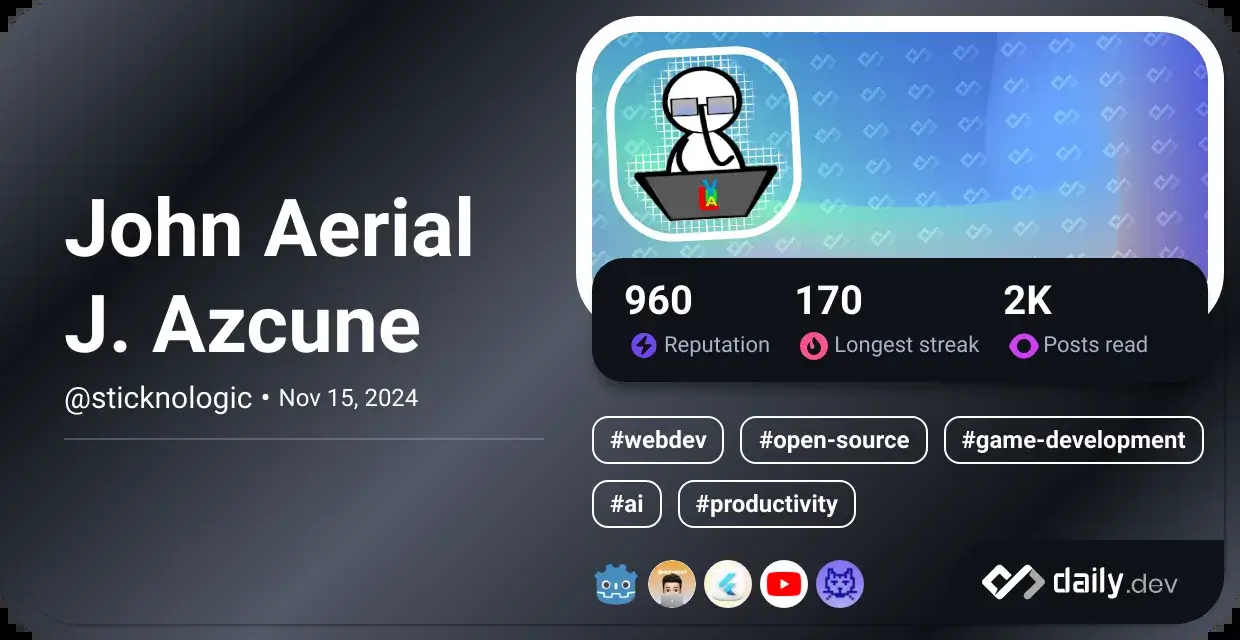 John Aerial
J. Azcune
@sticknologic • Nov 15, 2024
960 170 2K
Reputation Longest streak Posts read
#webdev #open-source #game-development
#ai #productivity
daily.dev